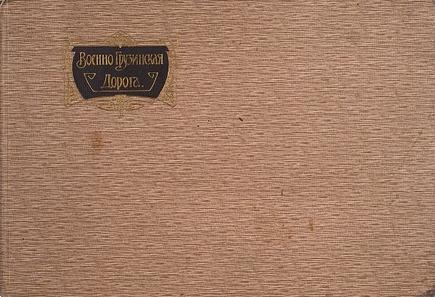 Военно Грузинская
Дорога.